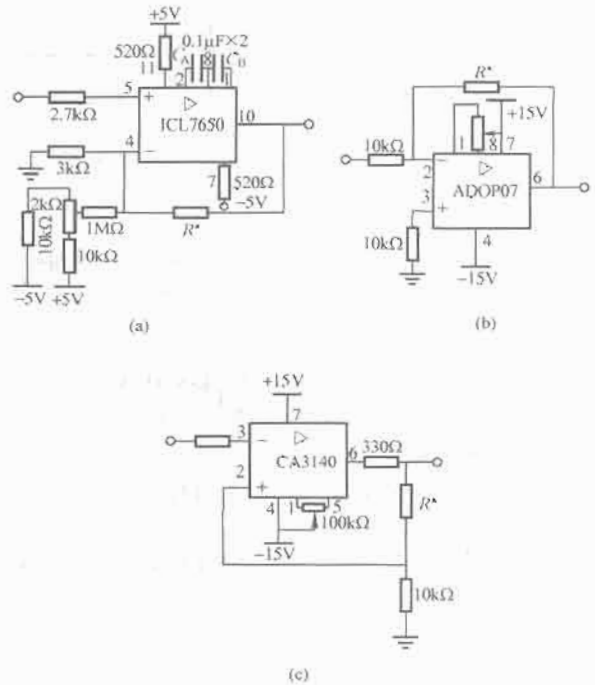 +5V
520Ω
11
C_A
0.1μF×2
C_B
2
8
1
5
+
▷
ICL7650
10
2.7kΩ
4
−
3kΩ
7
520Ω
−5V
2kΩ
10kΩ
1MΩ
R*
10kΩ
−5V
+5V
(a)
R*
+15V
10kΩ
1
8
7
−
2
▷
ADOP07
6
3
+
10kΩ
4
−15V
(b)
+15V
7
3
−
▷
CA3140
6
330Ω
2
+
4
1
5
100kΩ
R*
−15V
10kΩ
(c)